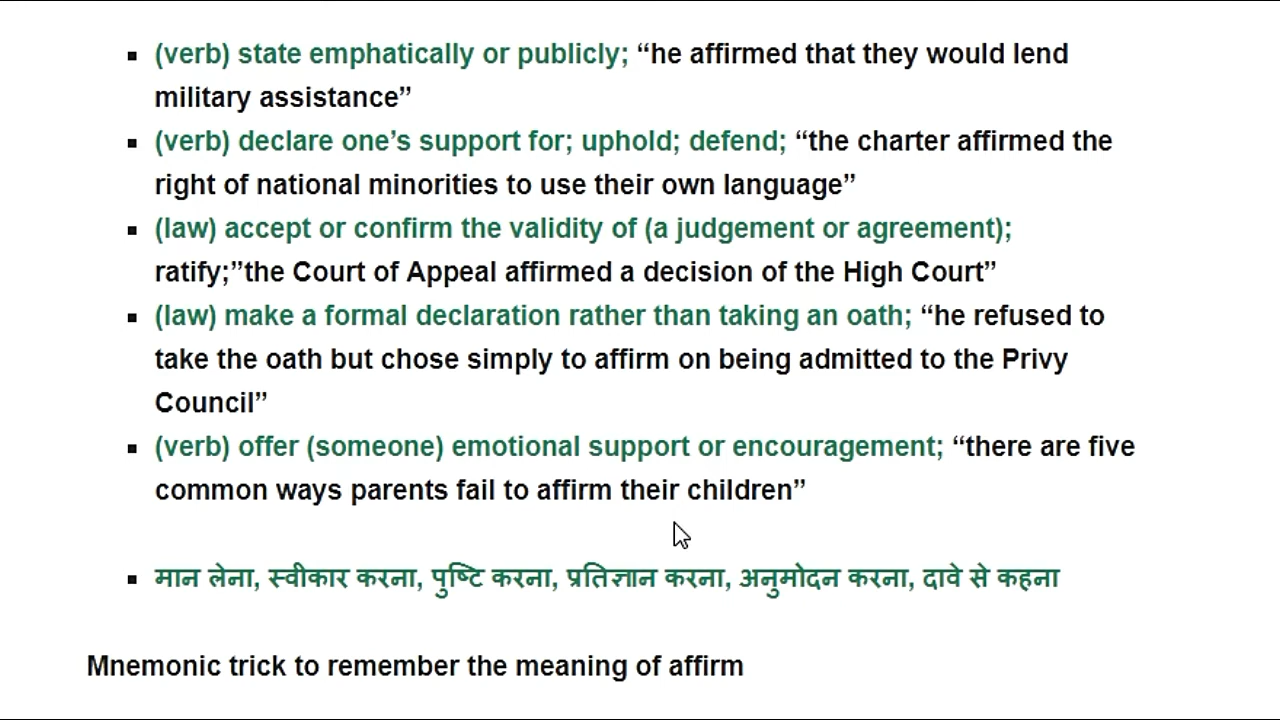 (verb) state emphatically or publicly; “he affirmed that they would lend
military assistance”
(verb) declare one’s support for; uphold; defend; “the charter affirmed the
right of national minorities to use their own language”
(law) accept or confirm the validity of (a judgement or agreement);
ratify;”the Court of Appeal affirmed a decision of the High Court”
(law) make a formal declaration rather than taking an oath; “he refused to
take the oath but chose simply to affirm on being admitted to the Privy
Council”
(verb) offer (someone) emotional support or encouragement; “there are five
common ways parents fail to affirm their children”
मान लेना, स्वीकार करना, पुष्टि करना, प्रतिज्ञान करना, अनुमोदन करना, दावे से कहना
Mnemonic trick to remember the meaning of affirm